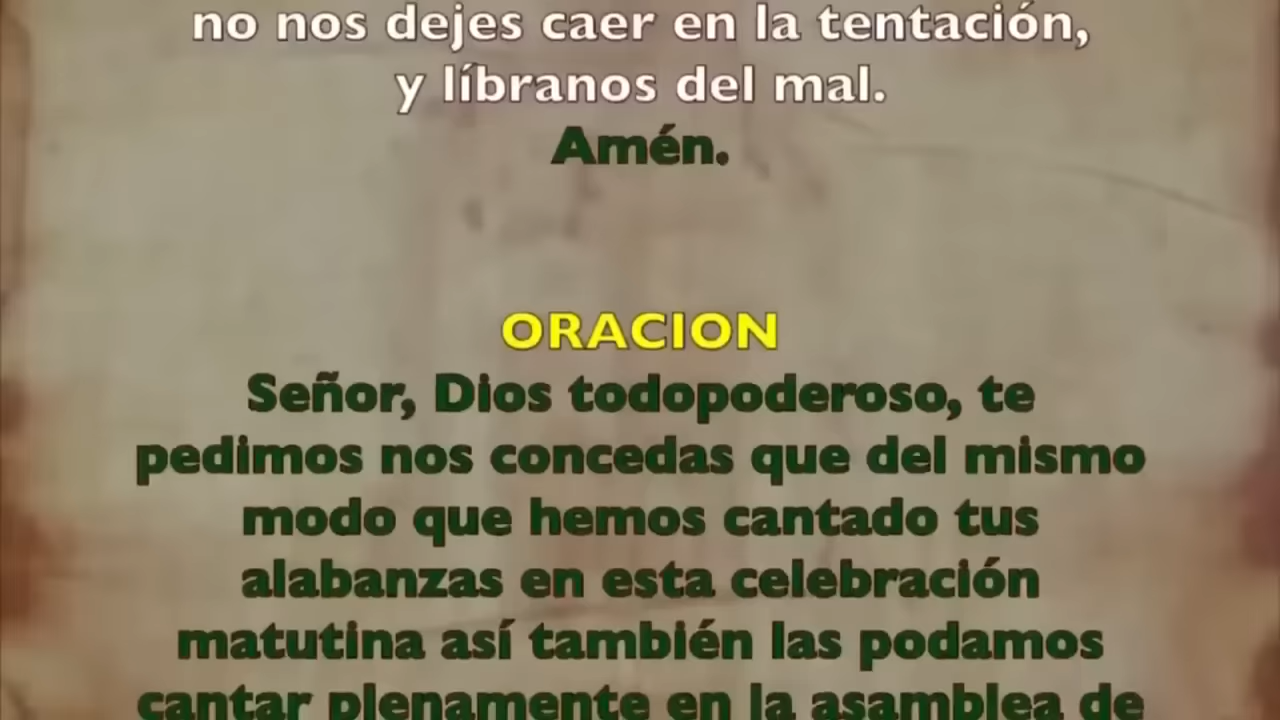 no nos dejes caer en la tentación,
y líbranos del mal.
Amén.
ORACION
Señor, Dios todopoderoso, te
pedimos nos concedas que del mismo
modo que hemos cantado tus
alabanzas en esta celebración
matutina así también las podamos
cantar plenamente en la asamblea de